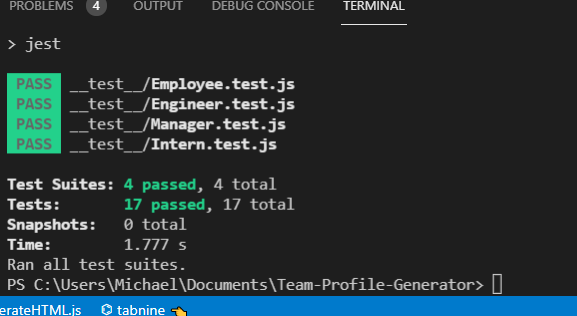 PROBLEMS 4 OUTPUT DEBUG CONSOLE TERMINAL
> jest
PASS __test__/Employee.test.js
PASS __test__/Engineer.test.js
PASS __test__/Manager.test.js
PASS __test__/Intern.test.js
Test Suites: 4 passed, 4 total
Tests: 17 passed, 17 total
Snapshots: 0 total
Time: 1.777 s
Ran all test suites.
PS C:\Users\Michael\Documents\Team-Profile-Generator>
erateHTML.js tabnine 👈